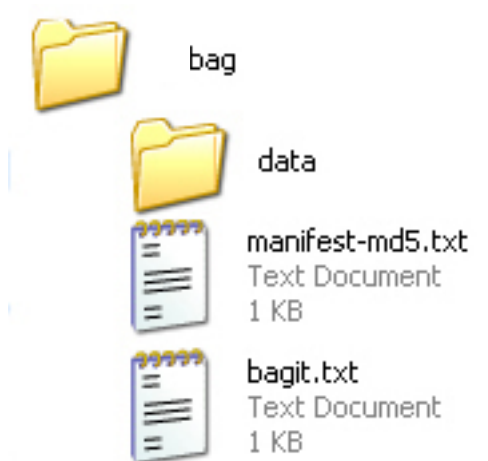 bag
data
manifest-md5.txt
Text Document
1 KB
bagit.txt
Text Document
1 KB